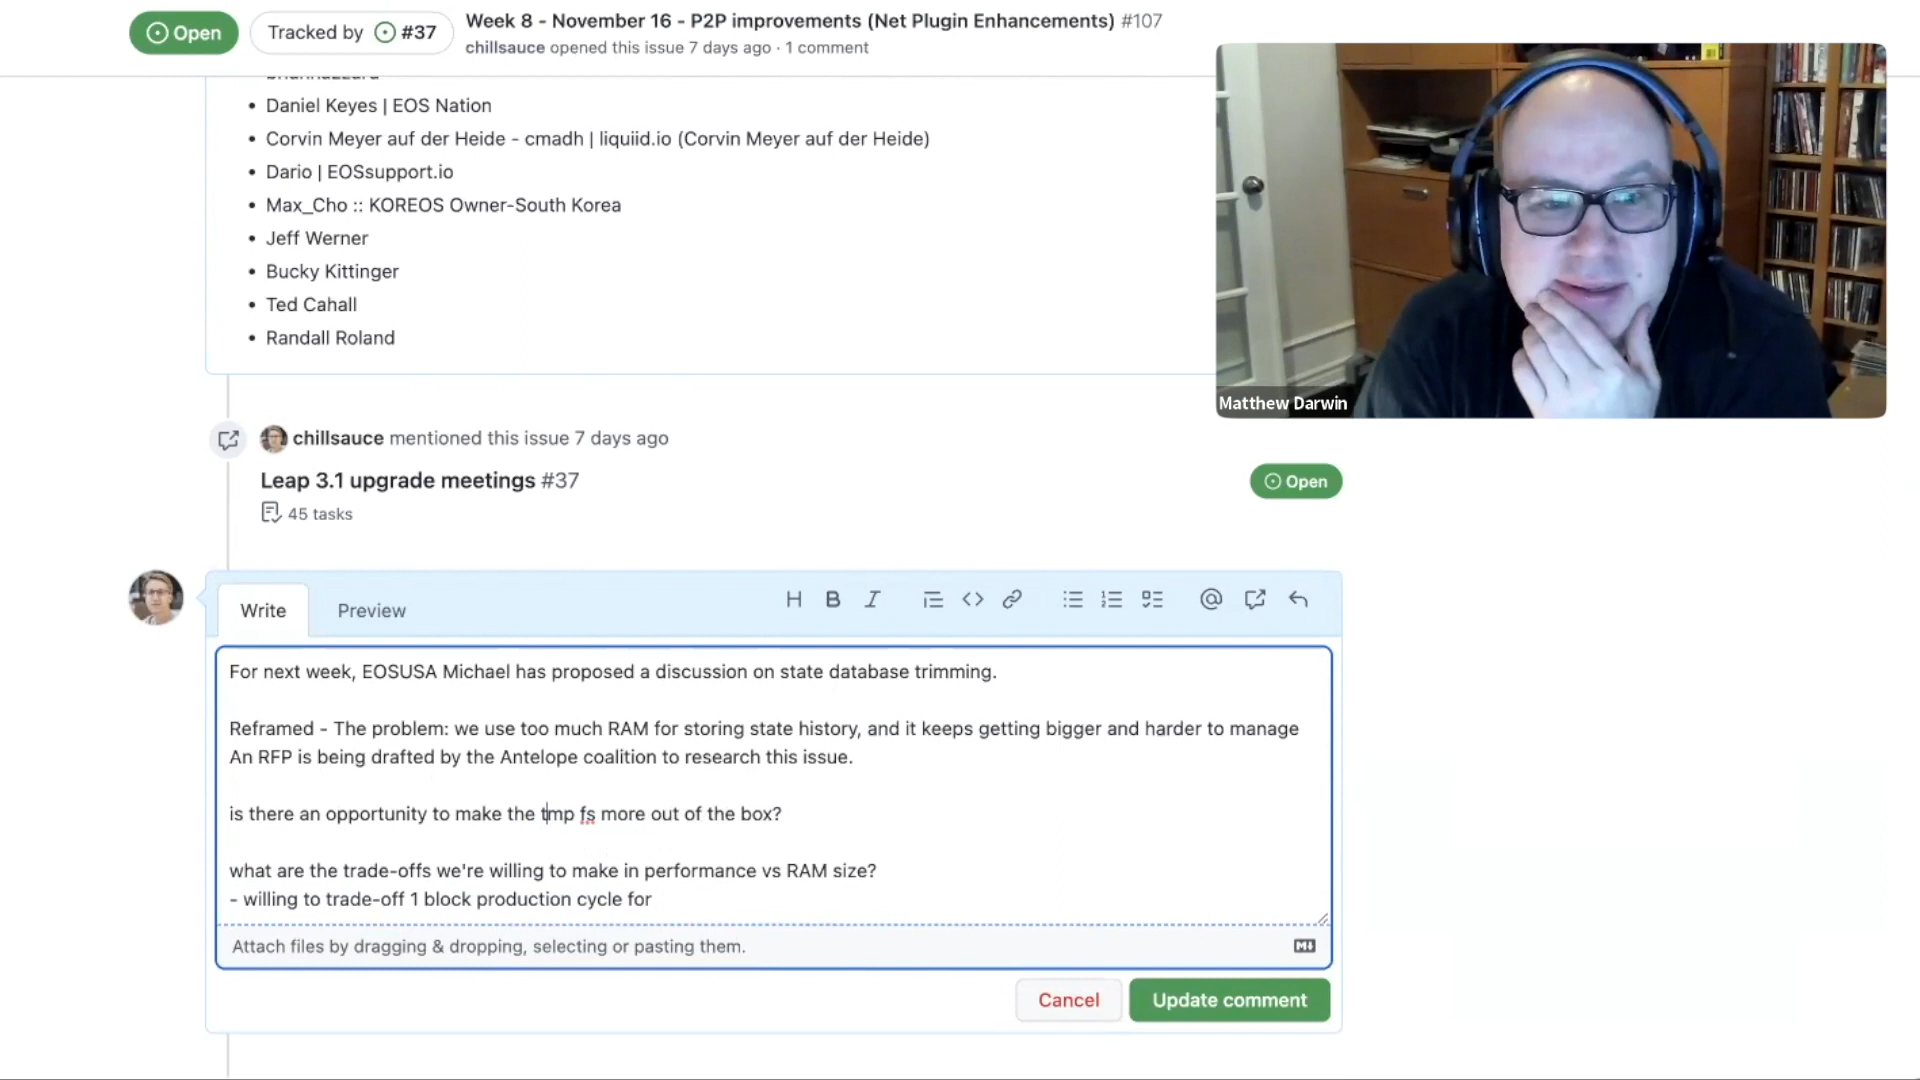 Open
Tracked by #37
Week 8 - November 16 - P2P improvements (Net Plugin Enhancements) #107
chillsauce opened this issue 7 days ago · 1 comment
• Daniel Keyes | EOS Nation
• Corvin Meyer auf der Heide - cmadh | liquiid.io (Corvin Meyer auf der Heide)
• Dario | EOSsupport.io
• Max_Cho :: KOREOS Owner-South Korea
• Jeff Werner
• Bucky Kittinger
• Ted Cahall
• Randall Roland
Matthew Darwin
chillsauce mentioned this issue 7 days ago
Leap 3.1 upgrade meetings #37
Open
45 tasks
Write
Preview
For next week, EOSUSA Michael has proposed a discussion on state database trimming.
Reframed - The problem: we use too much RAM for storing state history, and it keeps getting bigger and harder to manage
An RFP is being drafted by the Antelope coalition to research this issue.
is there an opportunity to make the tmp fs more out of the box?
what are the trade-offs we're willing to make in performance vs RAM size?
- willing to trade-off 1 block production cycle for
Attach files by dragging & dropping, selecting or pasting them.
Cancel
Update comment